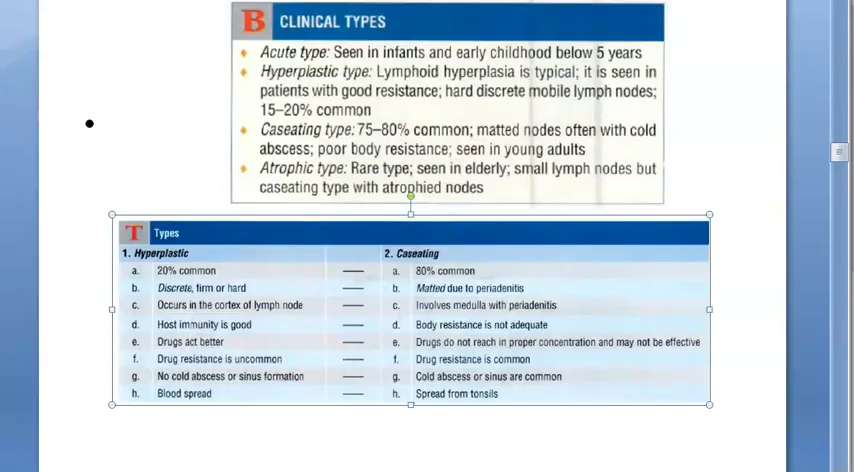 B CLINICAL TYPES
Acute type: Seen in infants and early childhood below 5 years
Hyperplastic type: Lymphoid hyperplasia is typical; it is seen in
patients with good resistance; hard discrete mobile lymph nodes;
15–20% common
Caseating type: 75–80% common; matted nodes often with cold
abscess; poor body resistance; seen in young adults
Atrophic type: Rare type; seen in elderly; small lymph nodes but
caseating type with atrophied nodes
T Types
1. Hyperplastic 2. Caseating
a. 20% common — a. 80% common
b. Discrete, firm or hard — b. Matted due to periadenitis
c. Occurs in the cortex of lymph node — c. Involves medulla with periadenitis
d. Host immunity is good — d. Body resistance is not adequate
e. Drugs act better — e. Drugs do not reach in proper concentration and may not be effective
f. Drug resistance is uncommon — f. Drug resistance is common
g. No cold abscess or sinus formation — g. Cold abscess or sinus are common
h. Blood spread — h. Spread from tonsils